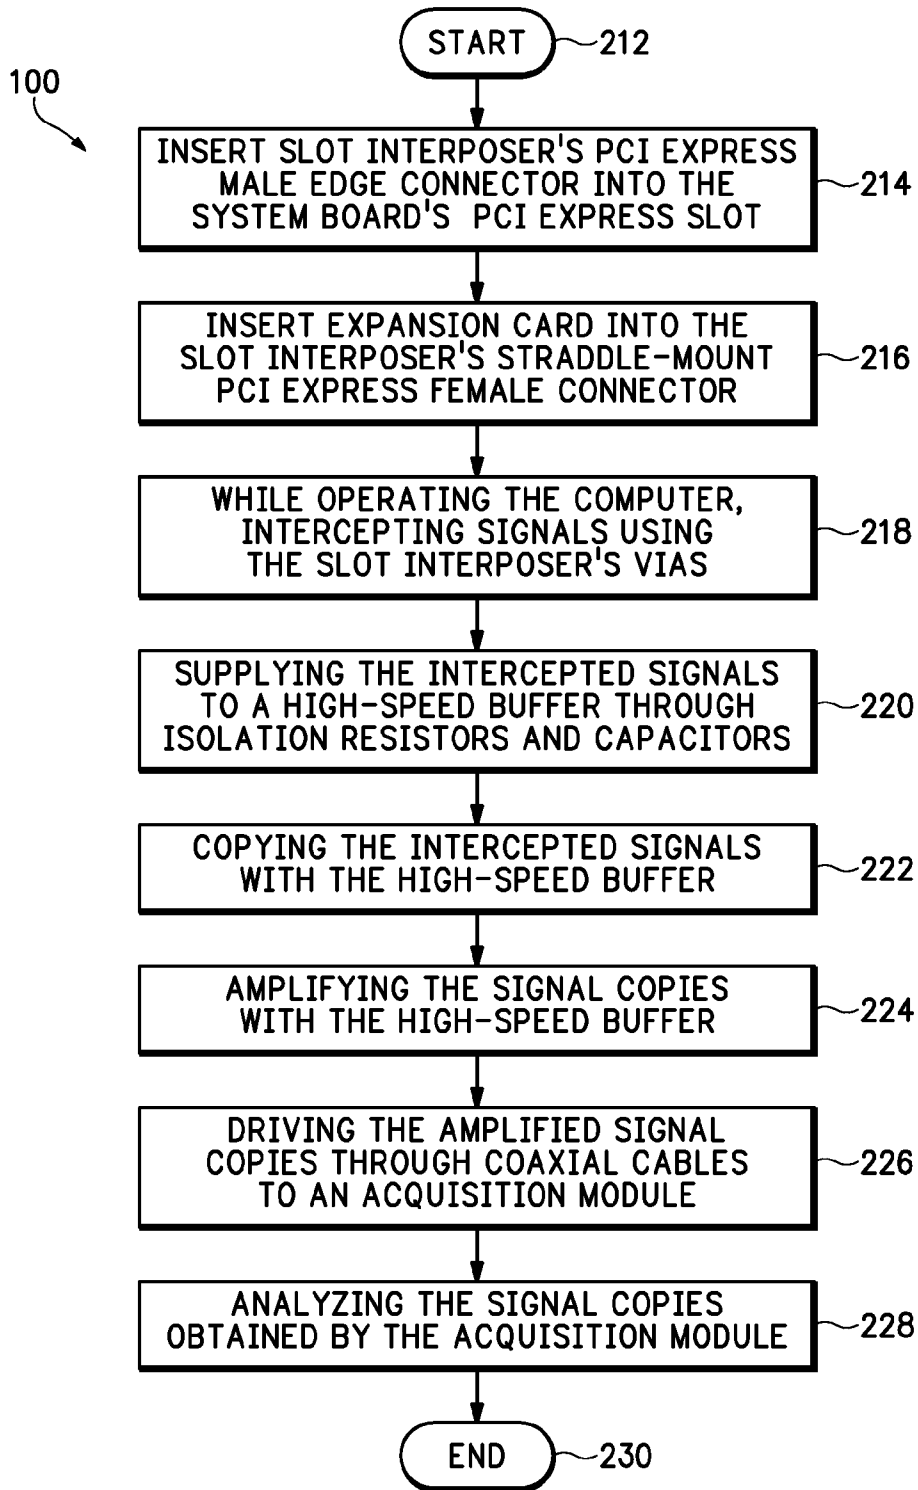 START
212
100
INSERT SLOT INTERPOSER'S PCI EXPRESS
MALE EDGE CONNECTOR INTO THE
SYSTEM BOARD'S PCI EXPRESS SLOT
214
INSERT EXPANSION CARD INTO THE
SLOT INTERPOSER'S STRADDLE-MOUNT
PCI EXPRESS FEMALE CONNECTOR
216
WHILE OPERATING THE COMPUTER,
INTERCEPTING SIGNALS USING
THE SLOT INTERPOSER'S VIAS
218
SUPPLYING THE INTERCEPTED SIGNALS
TO A HIGH-SPEED BUFFER THROUGH
ISOLATION RESISTORS AND CAPACITORS
220
COPYING THE INTERCEPTED SIGNALS
WITH THE HIGH-SPEED BUFFER
222
AMPLIFYING THE SIGNAL COPIES
WITH THE HIGH-SPEED BUFFER
224
DRIVING THE AMPLIFIED SIGNAL
COPIES THROUGH COAXIAL CABLES
TO AN ACQUISITION MODULE
226
ANALYZING THE SIGNAL COPIES
OBTAINED BY THE ACQUISITION MODULE
228
END
230